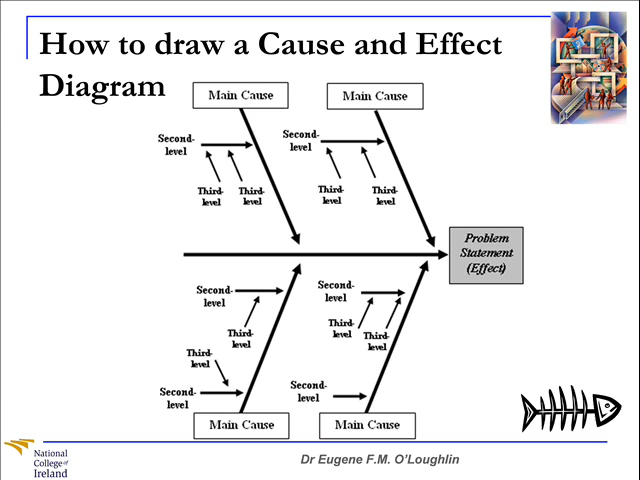 How to draw a Cause and Effect
Diagram
Main Cause
Main Cause
Second-
level
Third-
level
Third-
level
Second-
level
Third-
level
Third-
level
Problem
Statement
(Effect)
Second-
level
Third-
level
Third-
level
Second-
level
Main Cause
Second-
level
Third-
level
Third-
level
Second-
level
Main Cause
National
College of
Ireland
Dr Eugene F.M. O'Loughlin